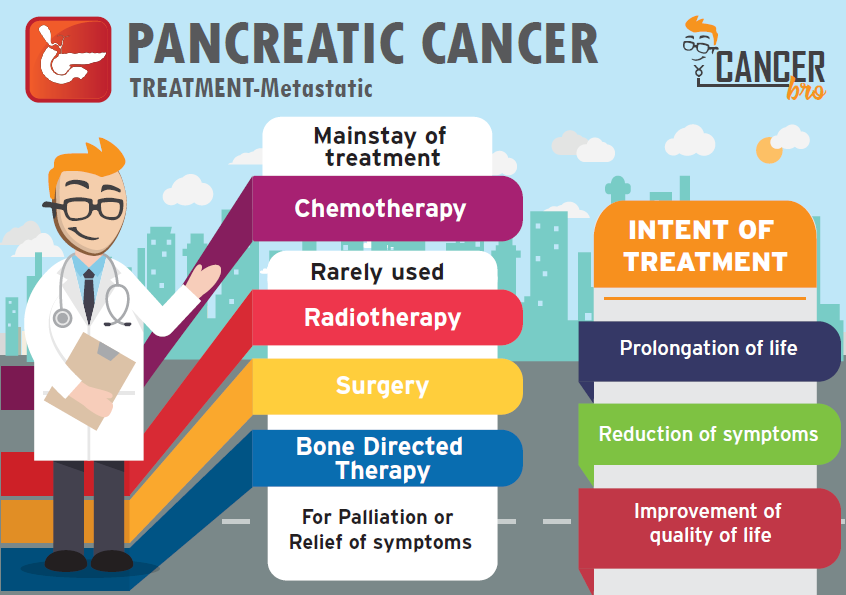 PANCREATIC CANCER
TREATMENT-Metastatic
CANCER
bro
Mainstay of
treatment
Chemotherapy
Rarely used
Radiotherapy
Surgery
Bone Directed
Therapy
For Palliation or
Relief of symptoms
INTENT OF
TREATMENT
Prolongation of life
Reduction of symptoms
Improvement of
quality of life